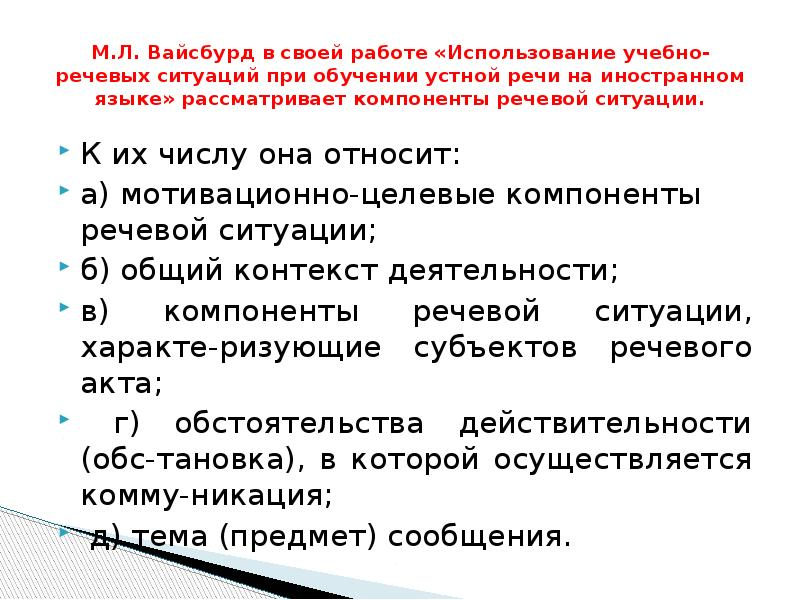 М.Л. Вайсбурд в своей работе «Использование учебно-
речевых ситуаций при обучении устной речи на иностранном
языке» рассматривает компоненты речевой ситуации.
К их числу она относит:
а) мотивационно-целевые компоненты
речевой ситуации;
б) общий контекст деятельности;
в) компоненты речевой ситуации,
характе-ризующие субъектов речевого
акта;
г) обстоятельства действительности
(обс-тановка), в которой осуществляется
комму-никация;
д) тема (предмет) сообщения.